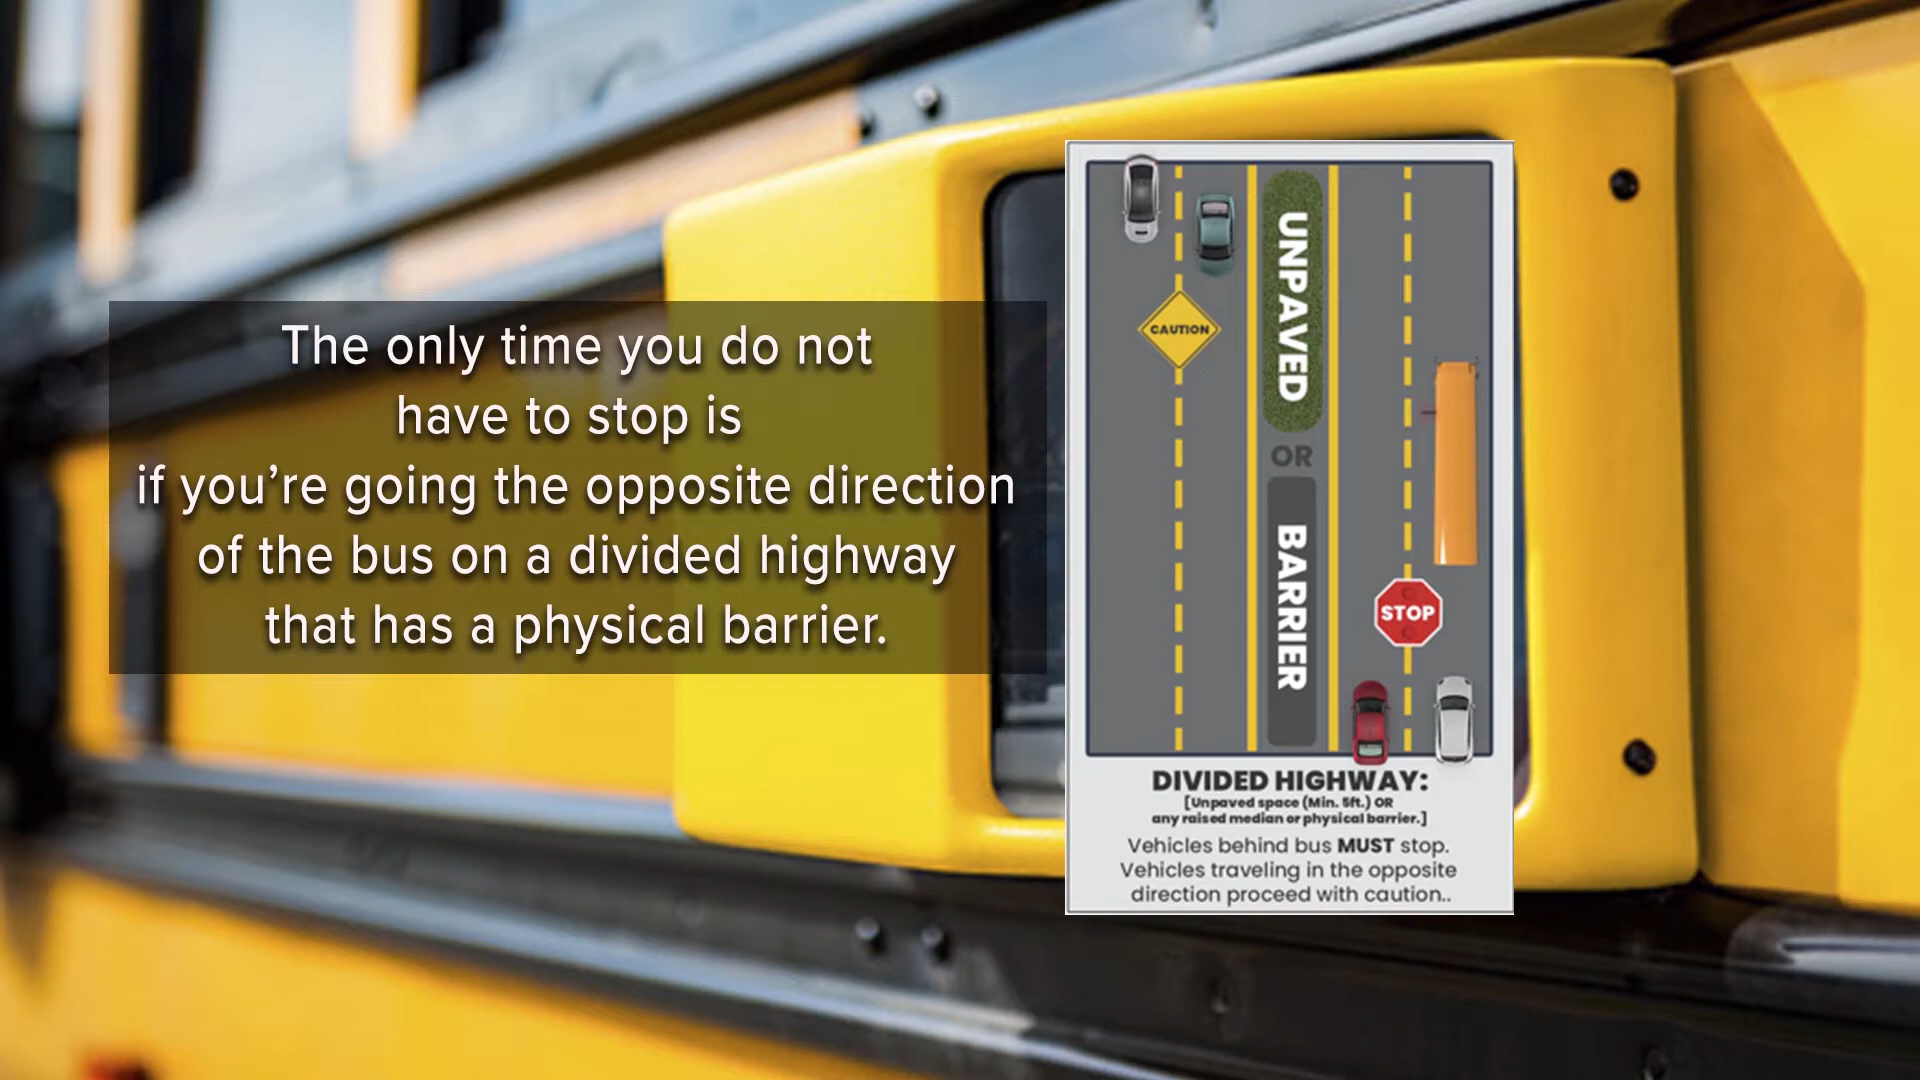 The only time you do not
have to stop is
if you're going the opposite direction
of the bus on a divided highway
that has a physical barrier.
UNPAVED
CAUTION
OR
BARRIER
STOP
DIVIDED HIGHWAY:
[Unpaved space (Min. 5ft.) OR
any raised median or physical barrier.]
Vehicles behind bus MUST stop.
Vehicles traveling in the opposite
direction proceed with caution..